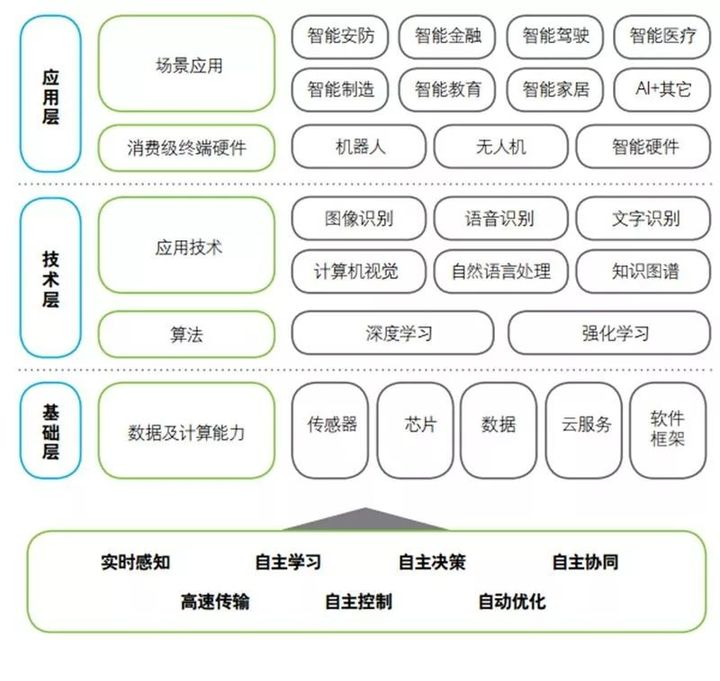 应用层
场景应用
智能安防 智能金融 智能驾驶 智能医疗
智能制造 智能教育 智能家居 AI+其它
消费级终端硬件
机器人 无人机 智能硬件
技术层
应用技术
图像识别 语音识别 文字识别
计算机视觉 自然语言处理 知识图谱
算法
深度学习 强化学习
基础层
数据及计算能力
传感器 芯片 数据 云服务 软件
框架
实时感知 自主学习 自主决策 自主协同
高速传输 自主控制 自动优化